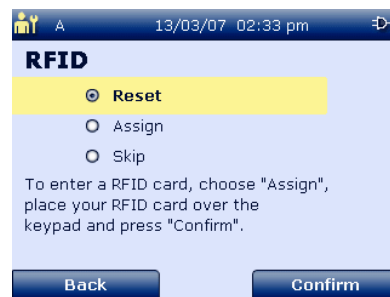 A 13/03/07 02:33 pm
RFID
Reset
Assign
Skip
To enter a RFID card, choose "Assign",
place your RFID card over the
keypad and press "Confirm".
Back Confirm